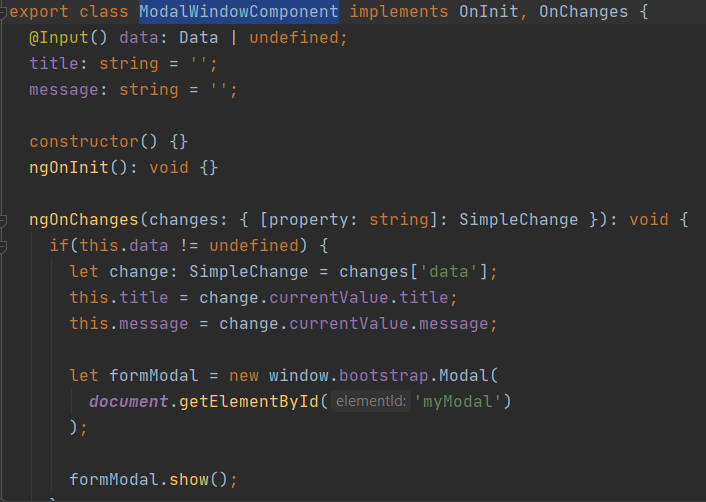 export class ModalWindowComponent implements OnInit, OnChanges {
@Input() data: Data | undefined;
title: string = '';
message: string = '';
constructor() {}
ngOnInit(): void {}
ngOnChanges(changes: { [property: string]: SimpleChange }): void {
if(this.data != undefined) {
let change: SimpleChange = changes['data'];
this.title = change.currentValue.title;
this.message = change.currentValue.message;
let formModal = new window.bootstrap.Modal(
document.getElementById( elementId: 'myModal')
);
formModal.show();